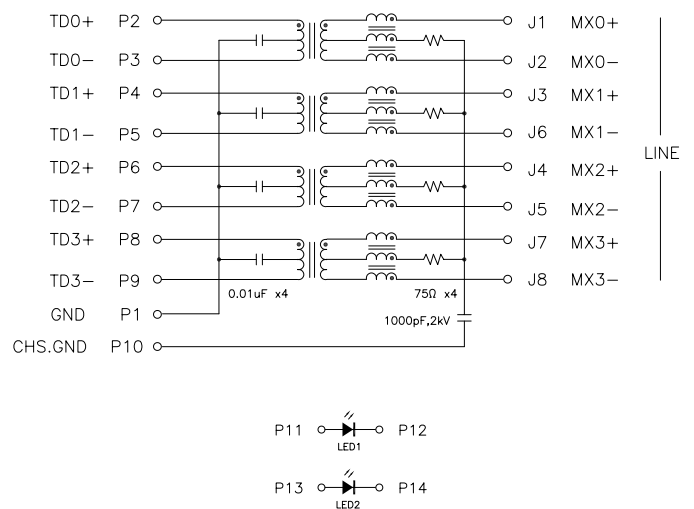 TD0+ P2 J1 MX0+
TD0− P3 J2 MX0−
TD1+ P4 J3 MX1+
TD1− P5 J6 MX1−
LINE
TD2+ P6 J4 MX2+
TD2− P7 J5 MX2−
TD3+ P8 J7 MX3+
TD3− P9 J8 MX3−
0.01uF x4 75Ω x4
GND P1
1000pF,2kV
CHS.GND P10
P11 P12
LED1
P13 P14
LED2